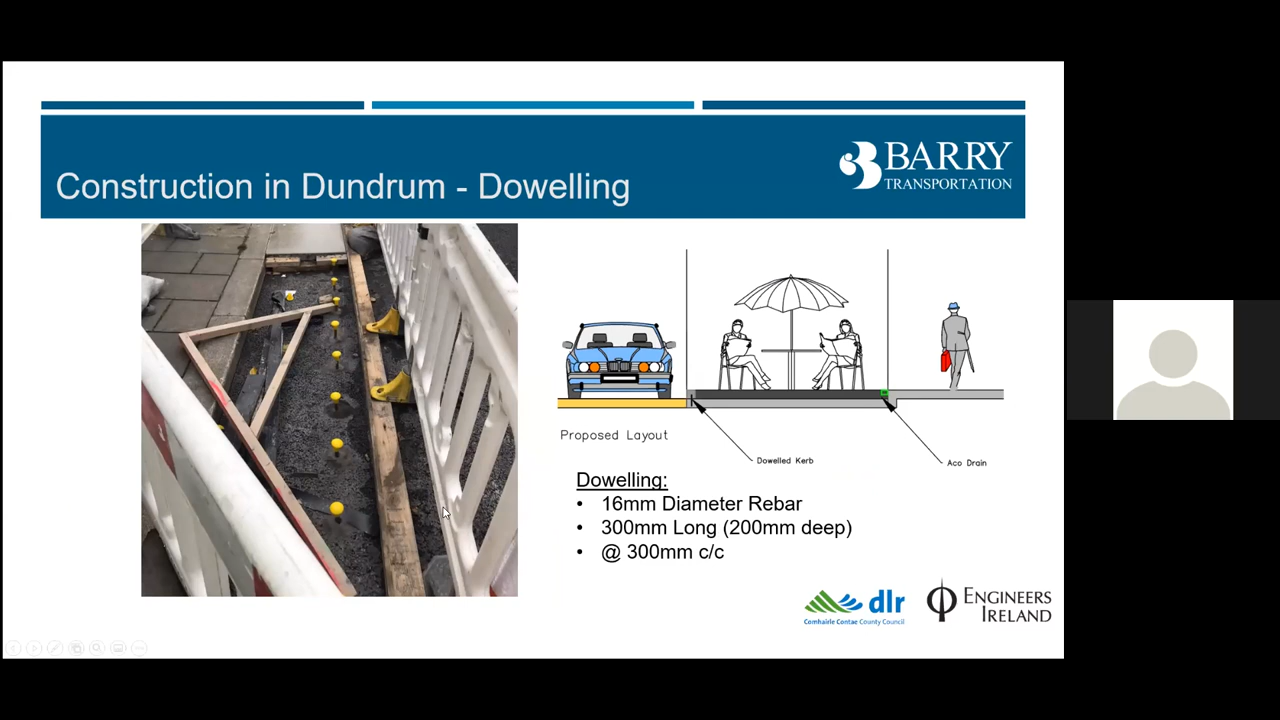 BARRY
TRANSPORTATION
Construction in Dundrum - Dowelling
Proposed Layout
Dowelled Kerb
Aco Drain
Dowelling:
• 16mm Diameter Rebar
• 300mm Long (200mm deep)
• @ 300mm c/c
dlr
Comhairle Contae County Council
ENGINEERS
IRELAND